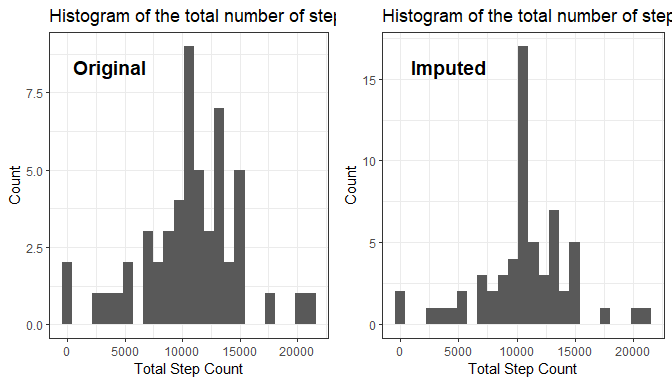 Histogram of the total number of step
Original
Count
7.5
5.0
2.5
0.0
0 5000 10000 15000 20000
Total Step Count
Histogram of the total number of step
Imputed
Count
15
10
5
0
0 5000 10000 15000 20000
Total Step Count